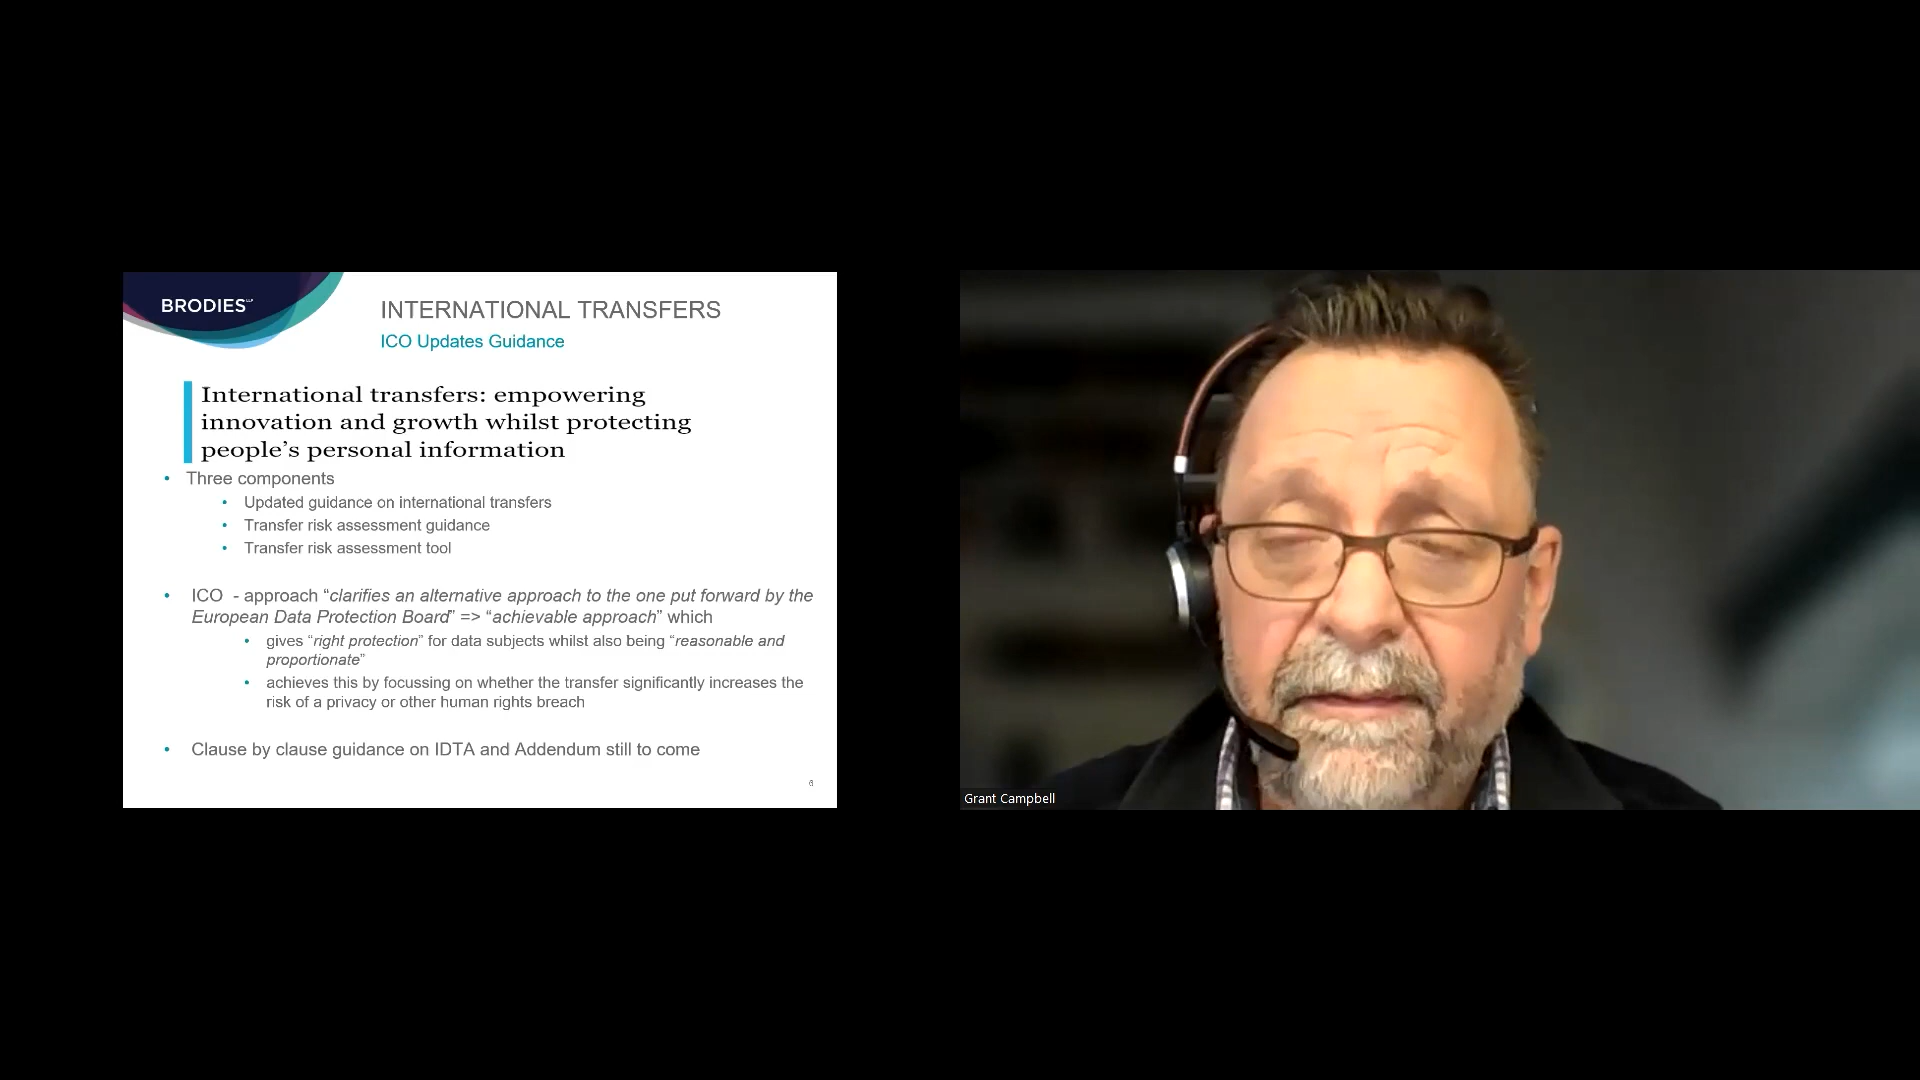 BRODIES LLP
INTERNATIONAL TRANSFERS
ICO Updates Guidance
International transfers: empowering
innovation and growth whilst protecting
people’s personal information
• Three components
• Updated guidance on international transfers
• Transfer risk assessment guidance
• Transfer risk assessment tool
• ICO - approach “clarifies an alternative approach to the one put forward by the
European Data Protection Board” => “achievable approach” which
• gives “right protection” for data subjects whilst also being “reasonable and
proportionate”
• achieves this by focussing on whether the transfer significantly increases the
risk of a privacy or other human rights breach
• Clause by clause guidance on IDTA and Addendum still to come
6
Grant Campbell